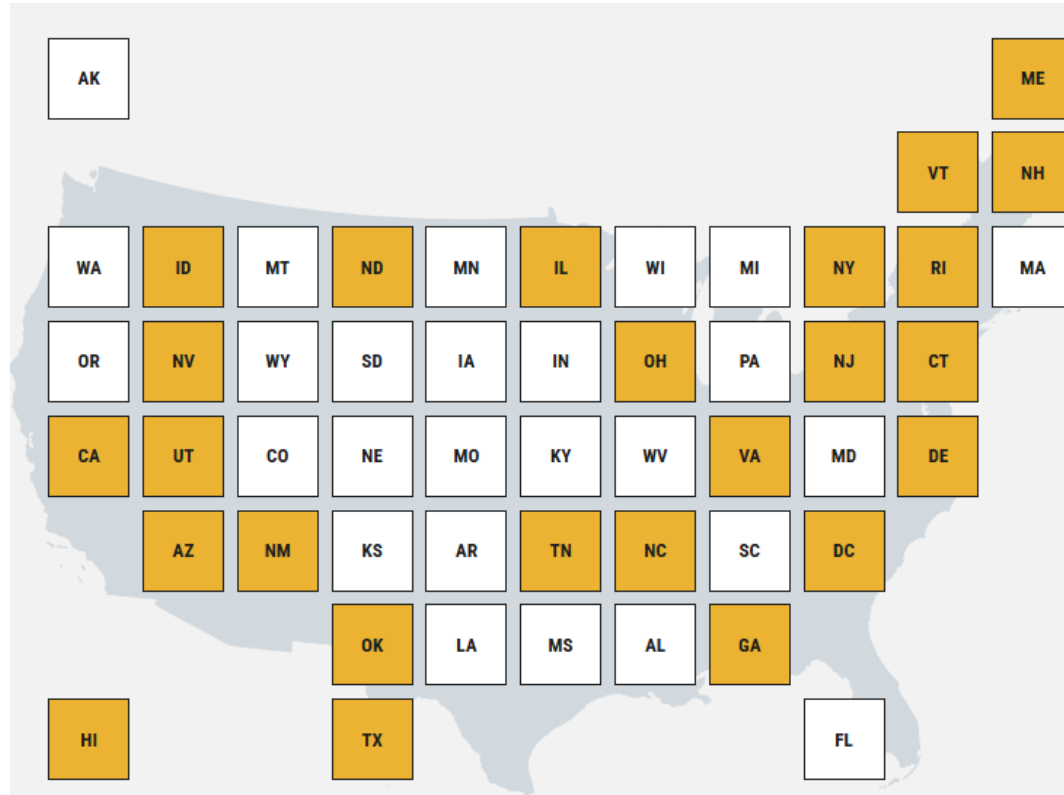 AK ME
VT NH
WA ID MT ND MN IL WI MI NY RI MA
OR NV WY SD IA IN OH PA NJ CT
CA UT CO NE MO KY WV VA MD DE
AZ NM KS AR TN NC SC DC
OK LA MS AL GA
HI TX FL